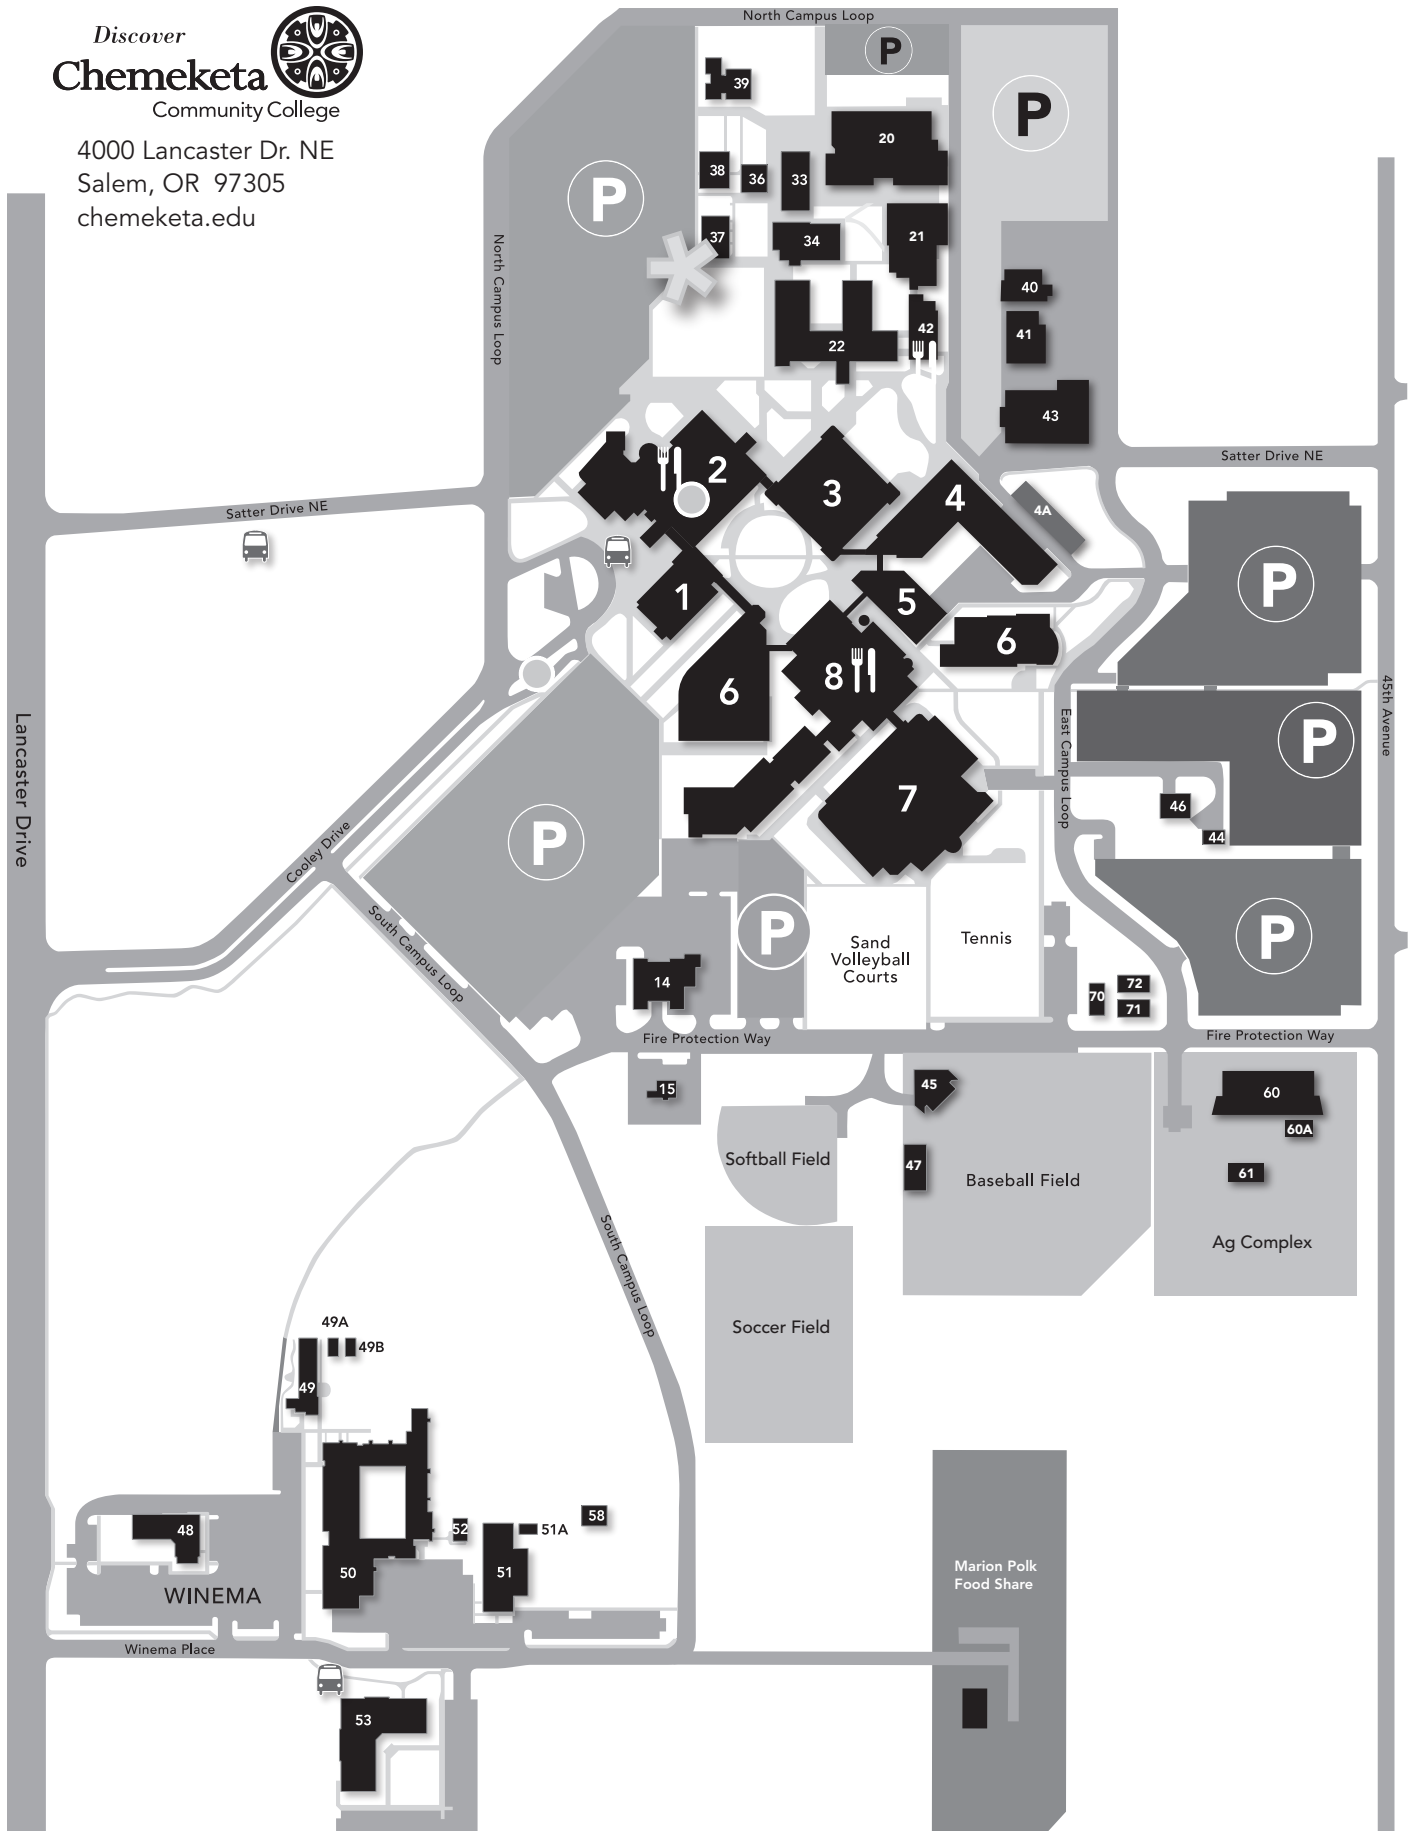 Discover
Chemeketa
Community College
4000 Lancaster Dr. NE
Salem, OR 97305
chemeketa.edu
North Campus Loop
P
P
39
20
38
36
33
P
37
34
21
North Campus Loop
40
42
41
22
43
Satter Drive NE
2
3
4
4A
Satter Drive NE
P
1
5
6
6
8
45th Avenue
East Campus Loop
P
Lancaster Drive
7
46
44
P
Cooley Drive
South Campus Loop
P
Sand
Volleyball
Courts
Tennis
P
14
70
72
71
Fire Protection Way
Fire Protection Way
15
45
60
60A
Softball Field
47
61
Baseball Field
Ag Complex
South Campus Loop
Soccer Field
49A
49B
49
48
52
51A
58
50
51
Marion Polk
Food Share
WINEMA
Winema Place
53